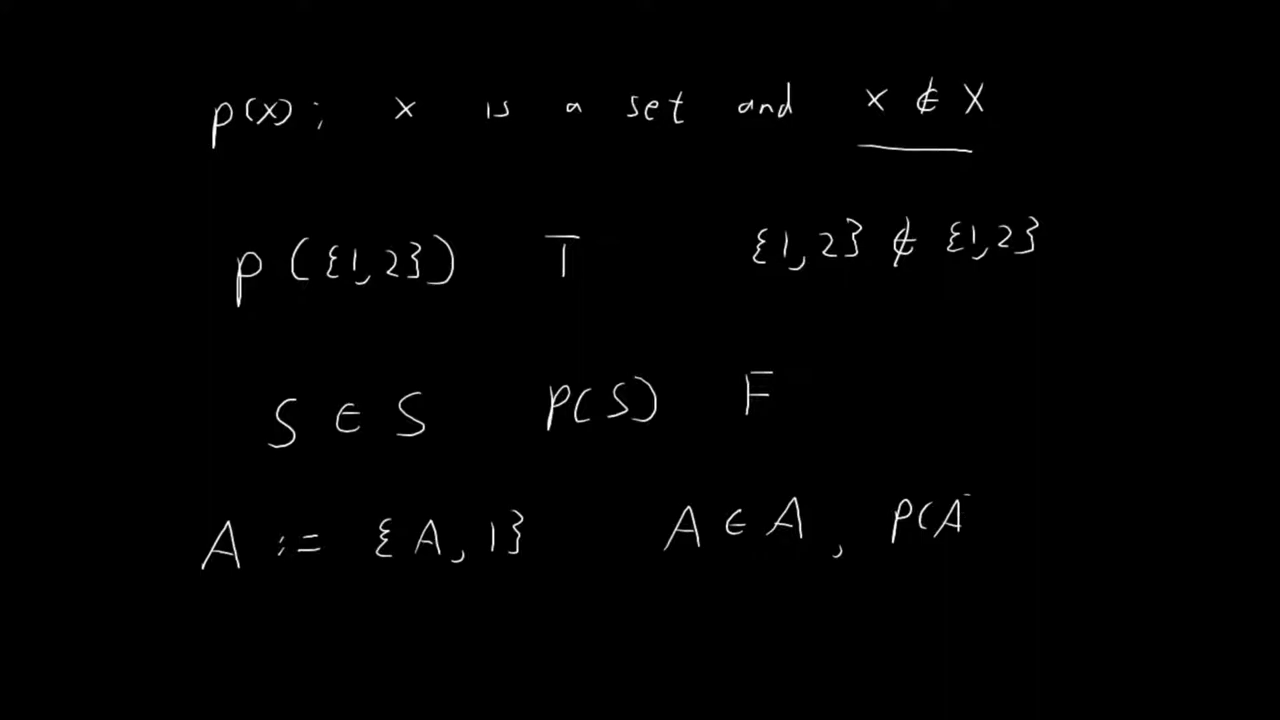 p(x); x is a set and x ∉ x
p({1,2}) T {1,2} ∉ {1,2}
S ∈ S p(S) F
A := {A, 1} A ∈ A, p(A